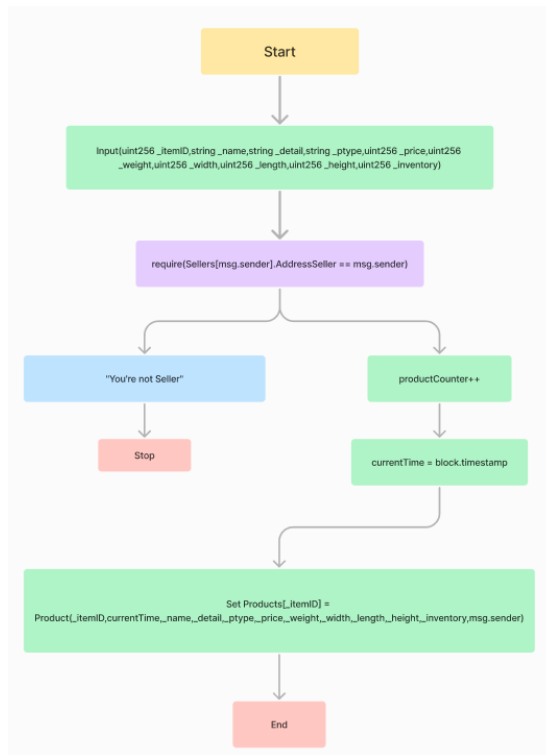 Start
Input(uint256 _itemID,string _name,string _detail,string _ptype,uint256 _price,uint256
_weight,uint256 _width,uint256 _length,uint256 _height,uint256 _inventory)
require(Sellers[msg.sender].AddressSeller == msg.sender)
"You're not Seller"
productCounter++
Stop
currentTime = block.timestamp
Set Products[_itemID] =
Product(_itemID,currentTime,_name,_detail,_ptype,_price,_weight,_width,_length,_height,_inventory,msg.sender)
End